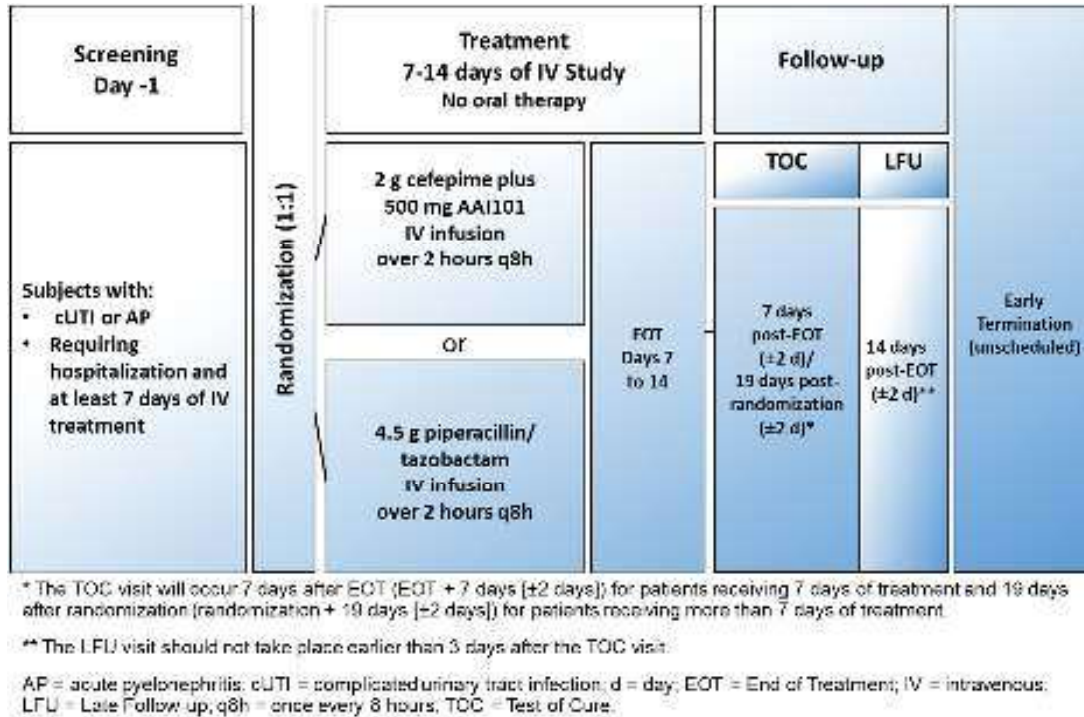 Screening
Day -1
Treatment
7-14 days of IV Study
No oral therapy
Follow-up
Randomization (1:1)
TOC
LFU
2 g cefepime plus
500 mg AAI101
IV infusion
over 2 hours q8h
Subjects with:
• cUTI or AP
• Requiring
hospitalization and
at least 7 days of IV
treatment
or
EOT
Days 7
to 14
7 days
post-EOT
(±2 d)/
19 days post-
randomization
(±2 d)*
14 days
post-EOT
(±2 d)**
Early
Termination
(unscheduled)
4.5 g piperacillin/
tazobactam
IV infusion
over 2 hours q8h
* The TOC visit will occur 7 days after EOT (EOT + 7 days [±2 days]) for patients receiving 7 days of treatment and 19 days
after randomization (randomization + 19 days [±2 days]) for patients receiving more than 7 days of treatment.
** The LFU visit should not take place earlier than 3 days after the TOC visit.
AP = acute pyelonephritis; cUTI = complicated urinary tract infection; d = day; EOT = End of Treatment; IV = intravenous;
LFU = Late Follow-up; q8h = once every 8 hours; TOC = Test of Cure.